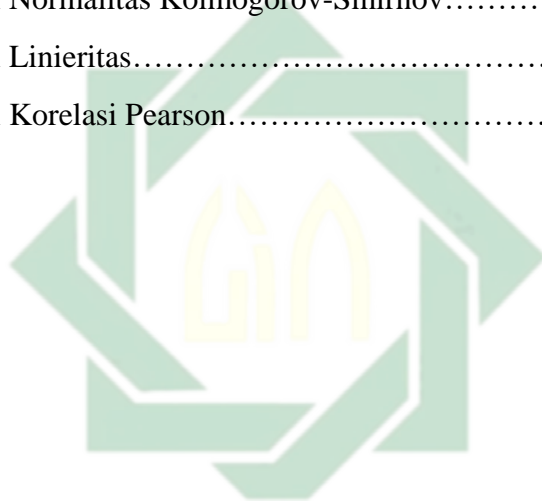 Normalitas Kolmogorov-Smirnov………
Linieritas…………………………………
Korelasi Pearson…………………………